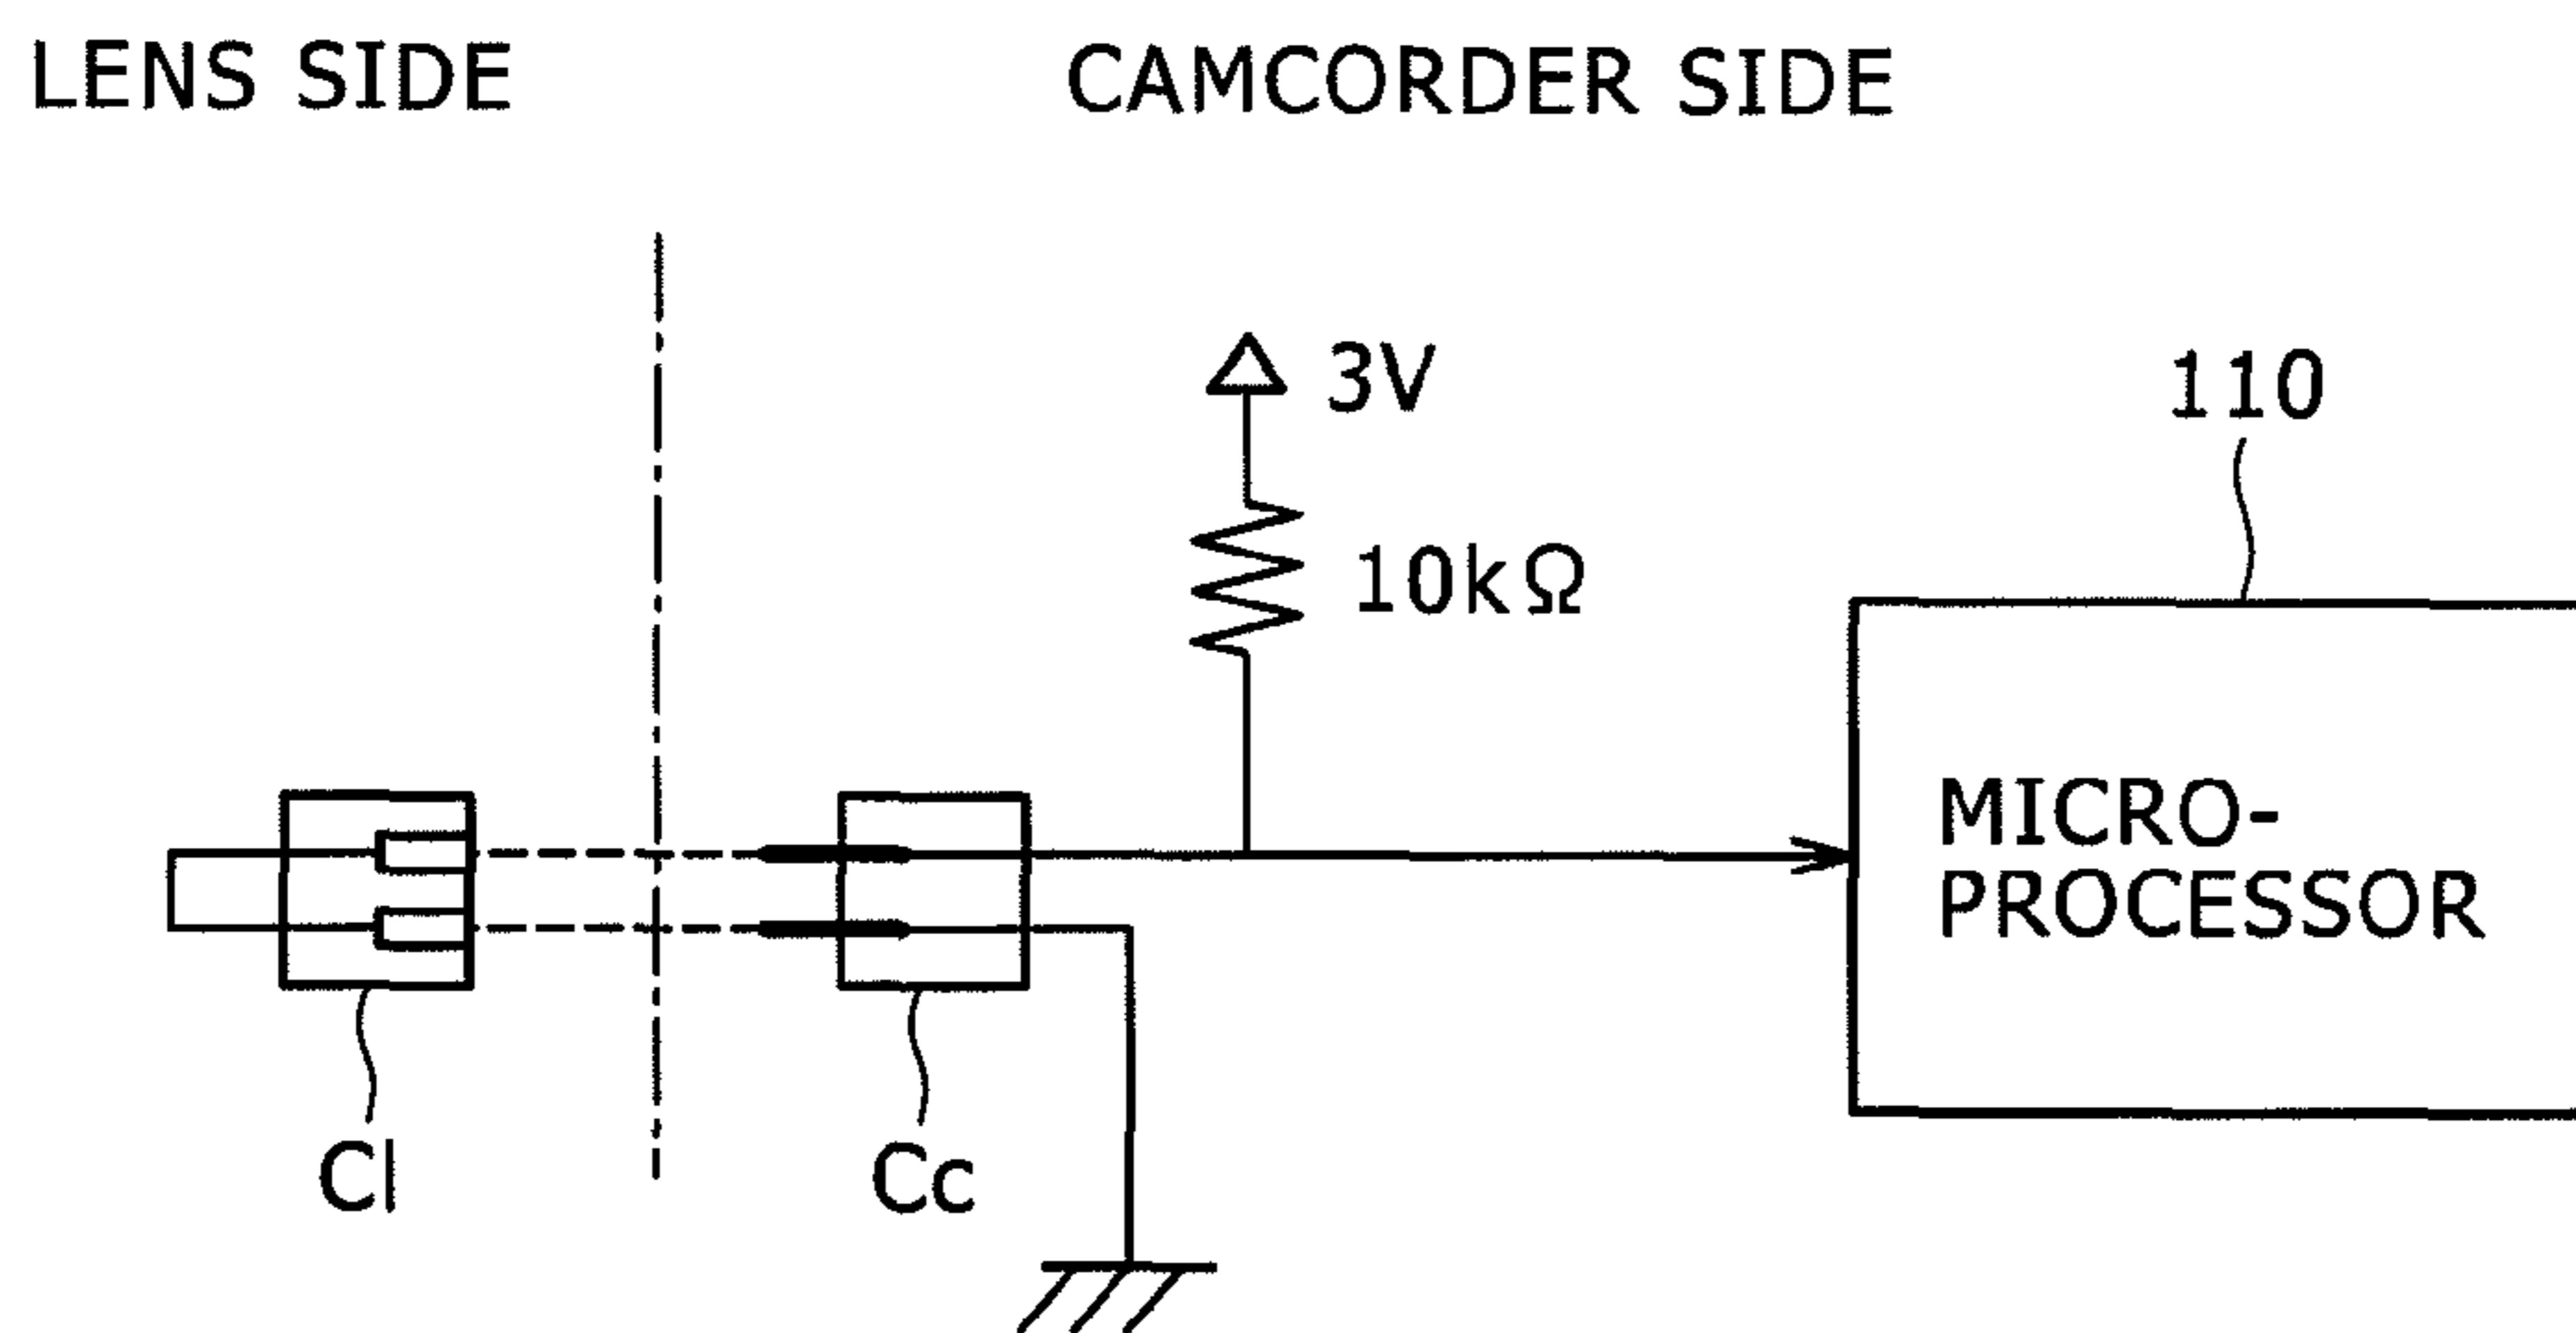 LENS SIDE
CAMCORDER SIDE
3V
110
10kΩ
MICRO-
PROCESSOR
Cl
Cc